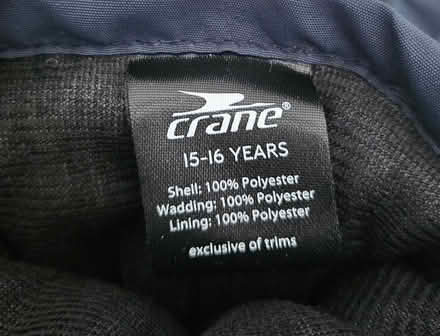 crane®
15-16 YEARS
Shell: 100% Polyester
Wadding: 100% Polyester
Lining: 100% Polyester
exclusive of trims